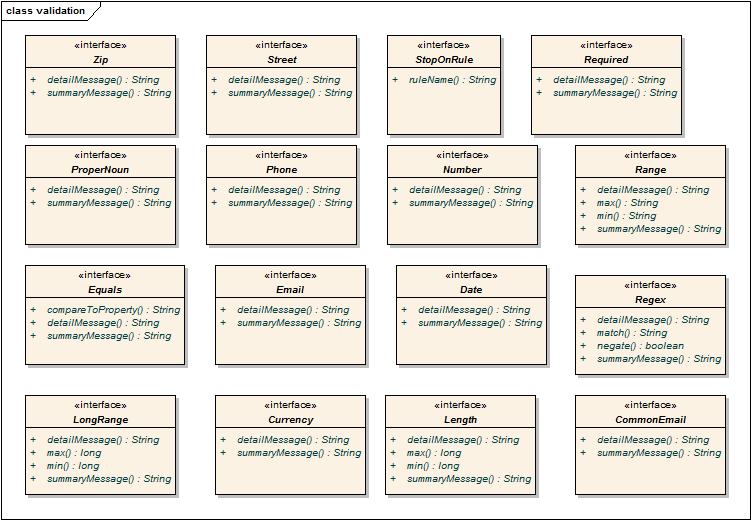 class validation
«interface»
Zip
+ detailMessage() : String
+ summaryMessage() : String
«interface»
Street
+ detailMessage() : String
+ summaryMessage() : String
«interface»
StopOnRule
+ ruleName() : String
«interface»
Required
+ detailMessage() : String
+ summaryMessage() : String
«interface»
ProperNoun
+ detailMessage() : String
+ summaryMessage() : String
«interface»
Phone
+ detailMessage() : String
+ summaryMessage() : String
«interface»
Number
+ detailMessage() : String
+ summaryMessage() : String
«interface»
Range
+ detailMessage() : String
+ max() : String
+ min() : String
+ summaryMessage() : String
«interface»
Equals
+ compareToProperty() : String
+ detailMessage() : String
+ summaryMessage() : String
«interface»
Email
+ detailMessage() : String
+ summaryMessage() : String
«interface»
Date
+ detailMessage() : String
+ summaryMessage() : String
«interface»
Regex
+ detailMessage() : String
+ match() : String
+ negate() : boolean
+ summaryMessage() : String
«interface»
LongRange
+ detailMessage() : String
+ max() : long
+ min() : long
+ summaryMessage() : String
«interface»
Currency
+ detailMessage() : String
+ summaryMessage() : String
«interface»
Length
+ detailMessage() : String
+ max() : long
+ min() : long
+ summaryMessage() : String
«interface»
CommonEmail
+ detailMessage() : String
+ summaryMessage() : String